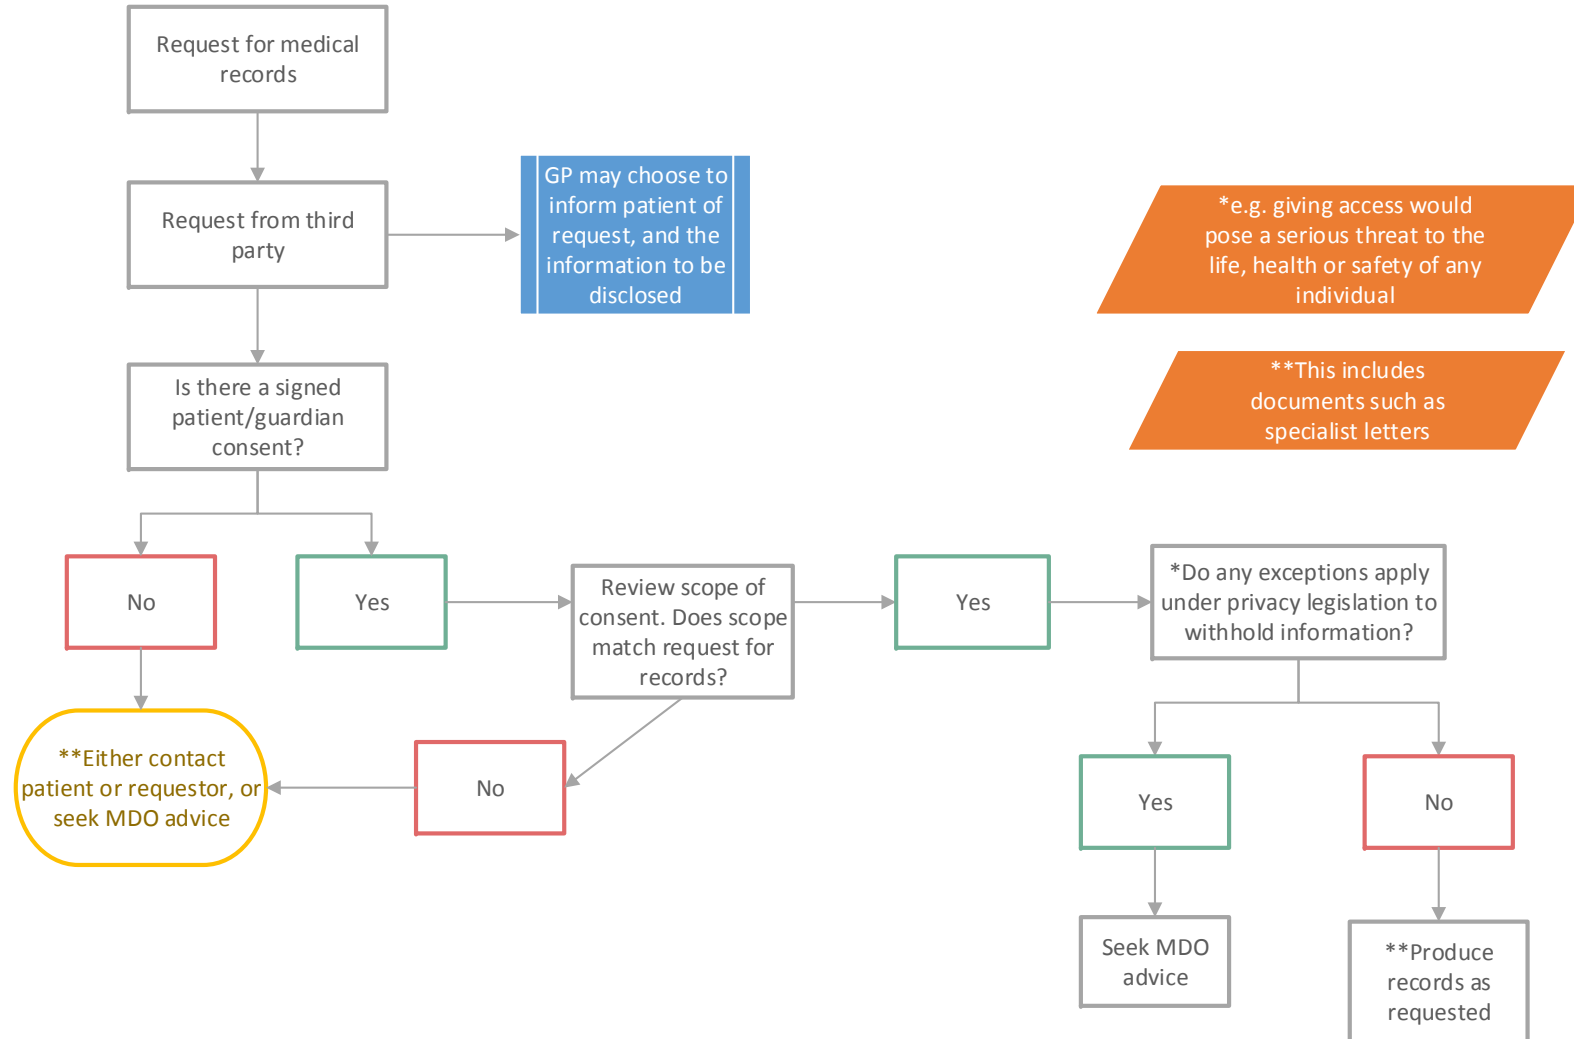 Request for medical
records
Request from third
party
GP may choose to
inform patient of
request, and the
information to be
disclosed
*e.g. giving access would
pose a serious threat to the
life, health or safety of any
individual
**This includes
documents such as
specialist letters
Is there a signed
patient/guardian
consent?
No
Yes
Review scope of
consent. Does scope
match request for
records?
Yes
*Do any exceptions apply
under privacy legislation to
withhold information?
**Either contact
patient or requestor, or
seek MDO advice
No
Yes
No
Seek MDO
advice
**Produce
records as
requested